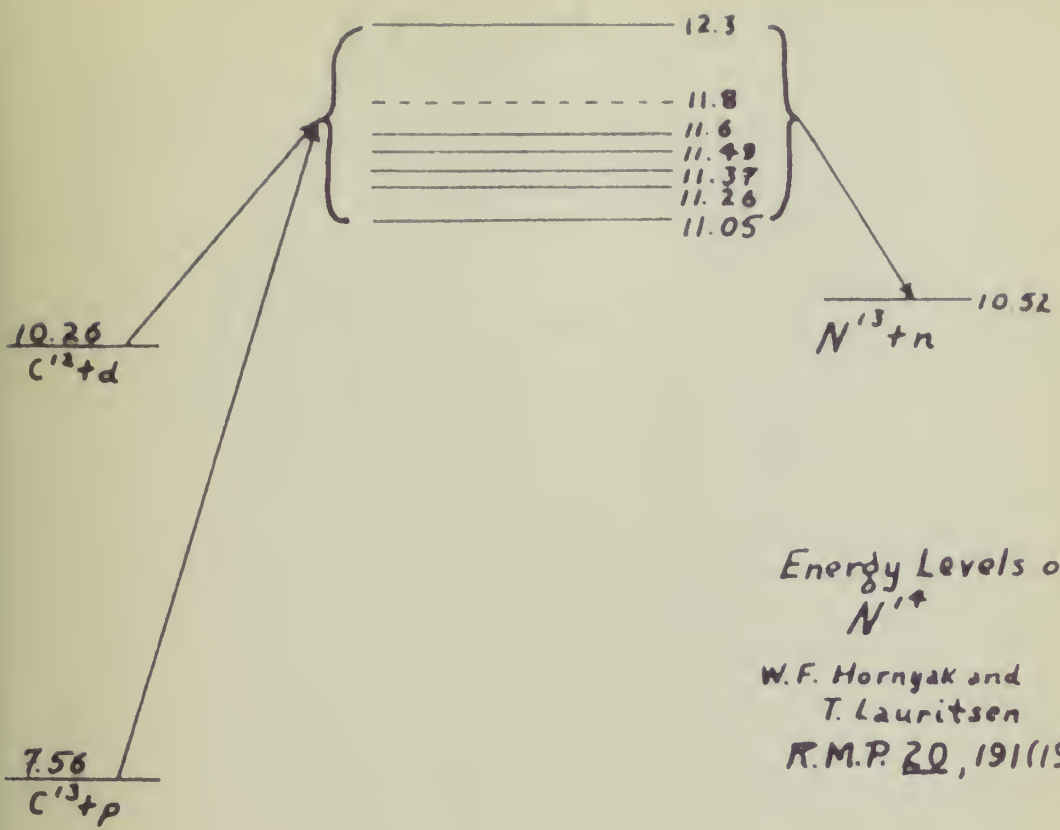 12.3
11.8
11.6
11.49
11.37
11.26
11.05
10.52
N¹³+n
10.26
C¹²+d
7.56
C¹³+p
Energy Levels o
N¹⁴
W.F. Hornyak and
T. Lauritsen
R.M.P. 20, 191(19